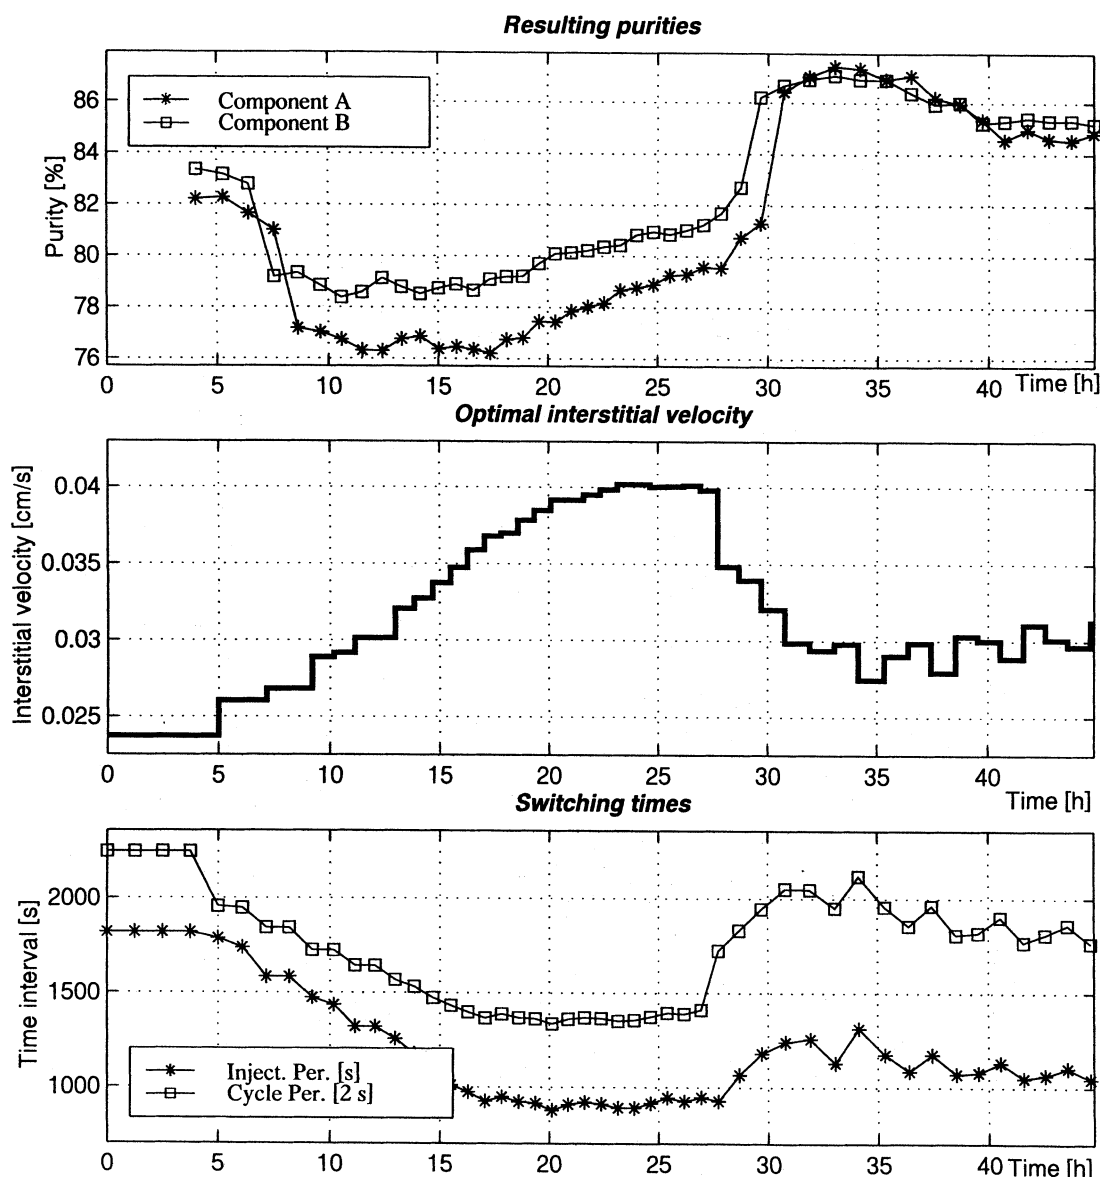 Resulting purities
Purity [%]
86
84
82
80
78
76
Component A
Component B
0 5 10 15 20 25 30 35 40 Time [h]
Optimal interstitial velocity
Interstitial velocity [cm/s]
0.04
0.035
0.03
0.025
0 5 10 15 20 25 30 35 40
Time [h]
Switching times
Time interval [s]
2000
1500
1000
Inject. Per. [s]
Cycle Per. [2 s]
0 5 10 15 20 25 30 35 40 Time [h]